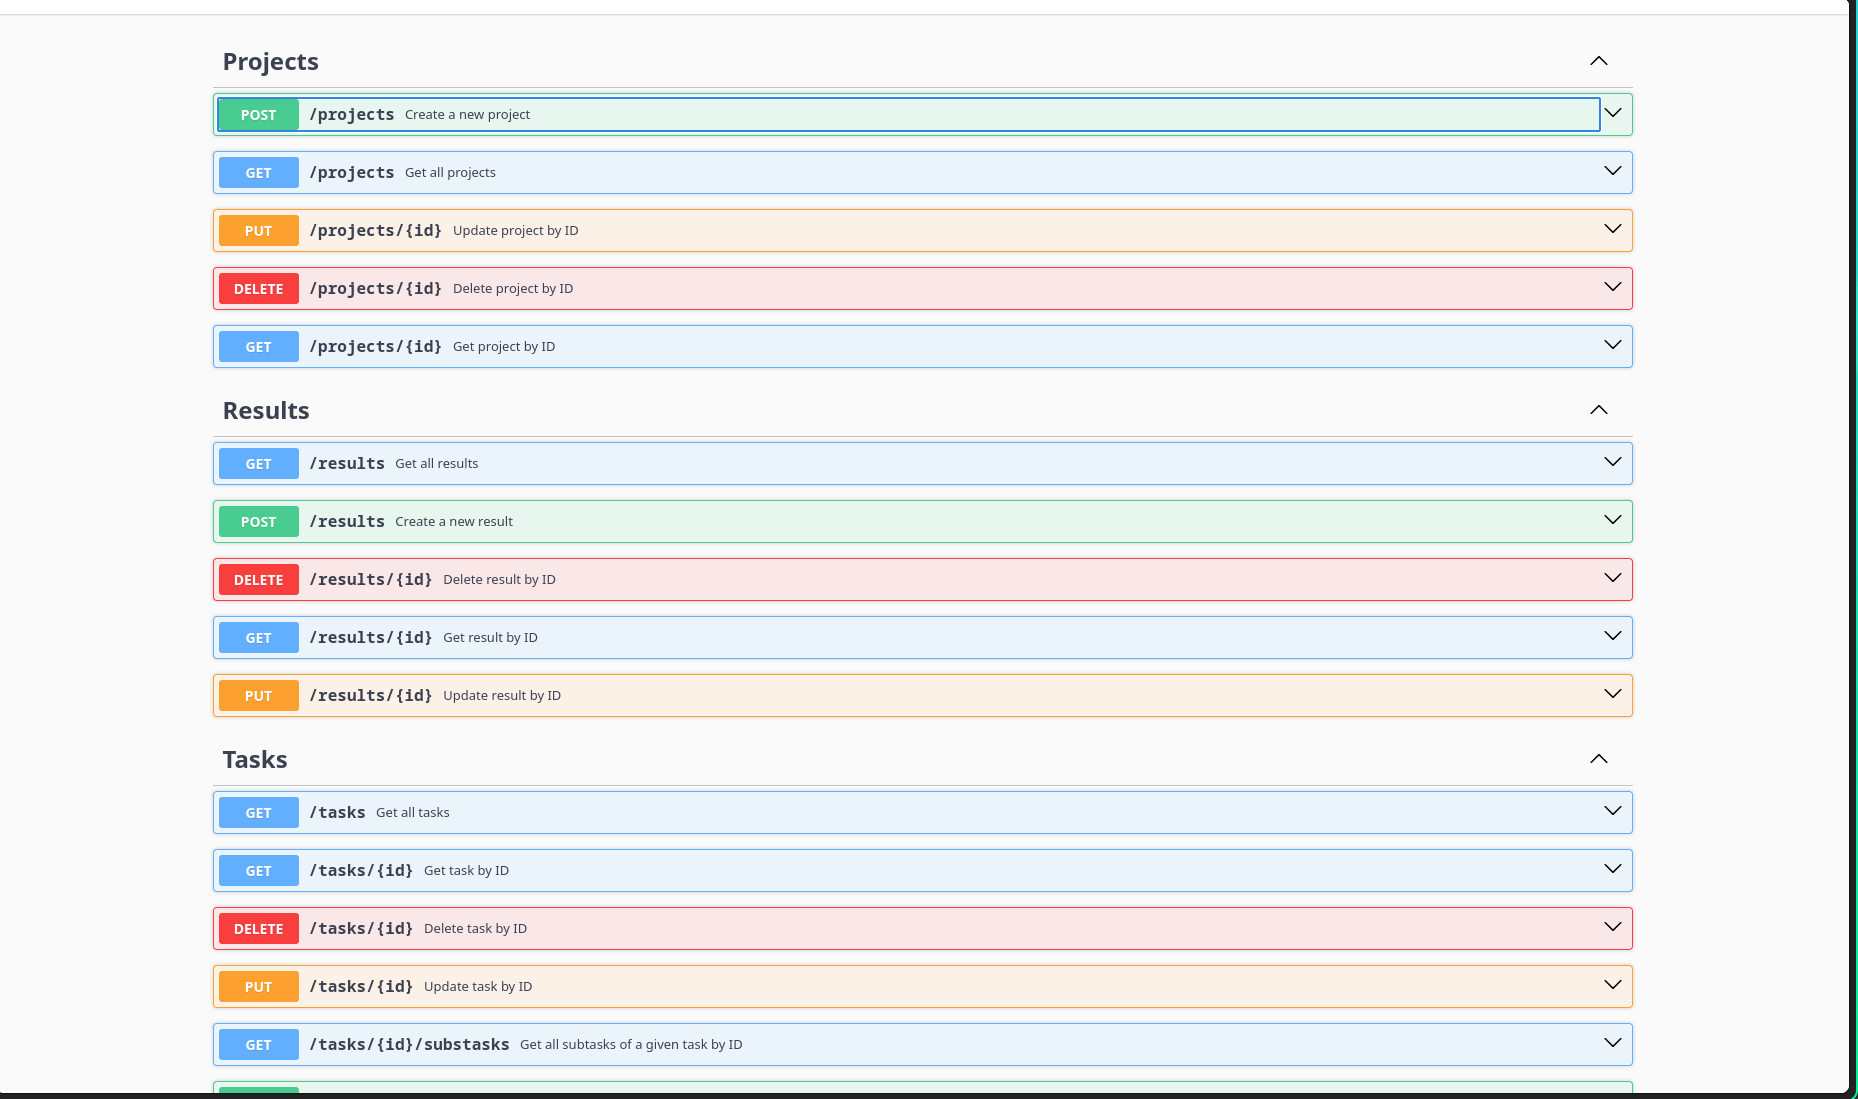 Projects
POST /projects Create a new project
GET /projects Get all projects
PUT /projects/{id} Update project by ID
DELETE /projects/{id} Delete project by ID
GET /projects/{id} Get project by ID
Results
GET /results Get all results
POST /results Create a new result
DELETE /results/{id} Delete result by ID
GET /results/{id} Get result by ID
PUT /results/{id} Update result by ID
Tasks
GET /tasks Get all tasks
GET /tasks/{id} Get task by ID
DELETE /tasks/{id} Delete task by ID
PUT /tasks/{id} Update task by ID
GET /tasks/{id}/substasks Get all subtasks of a given task by ID